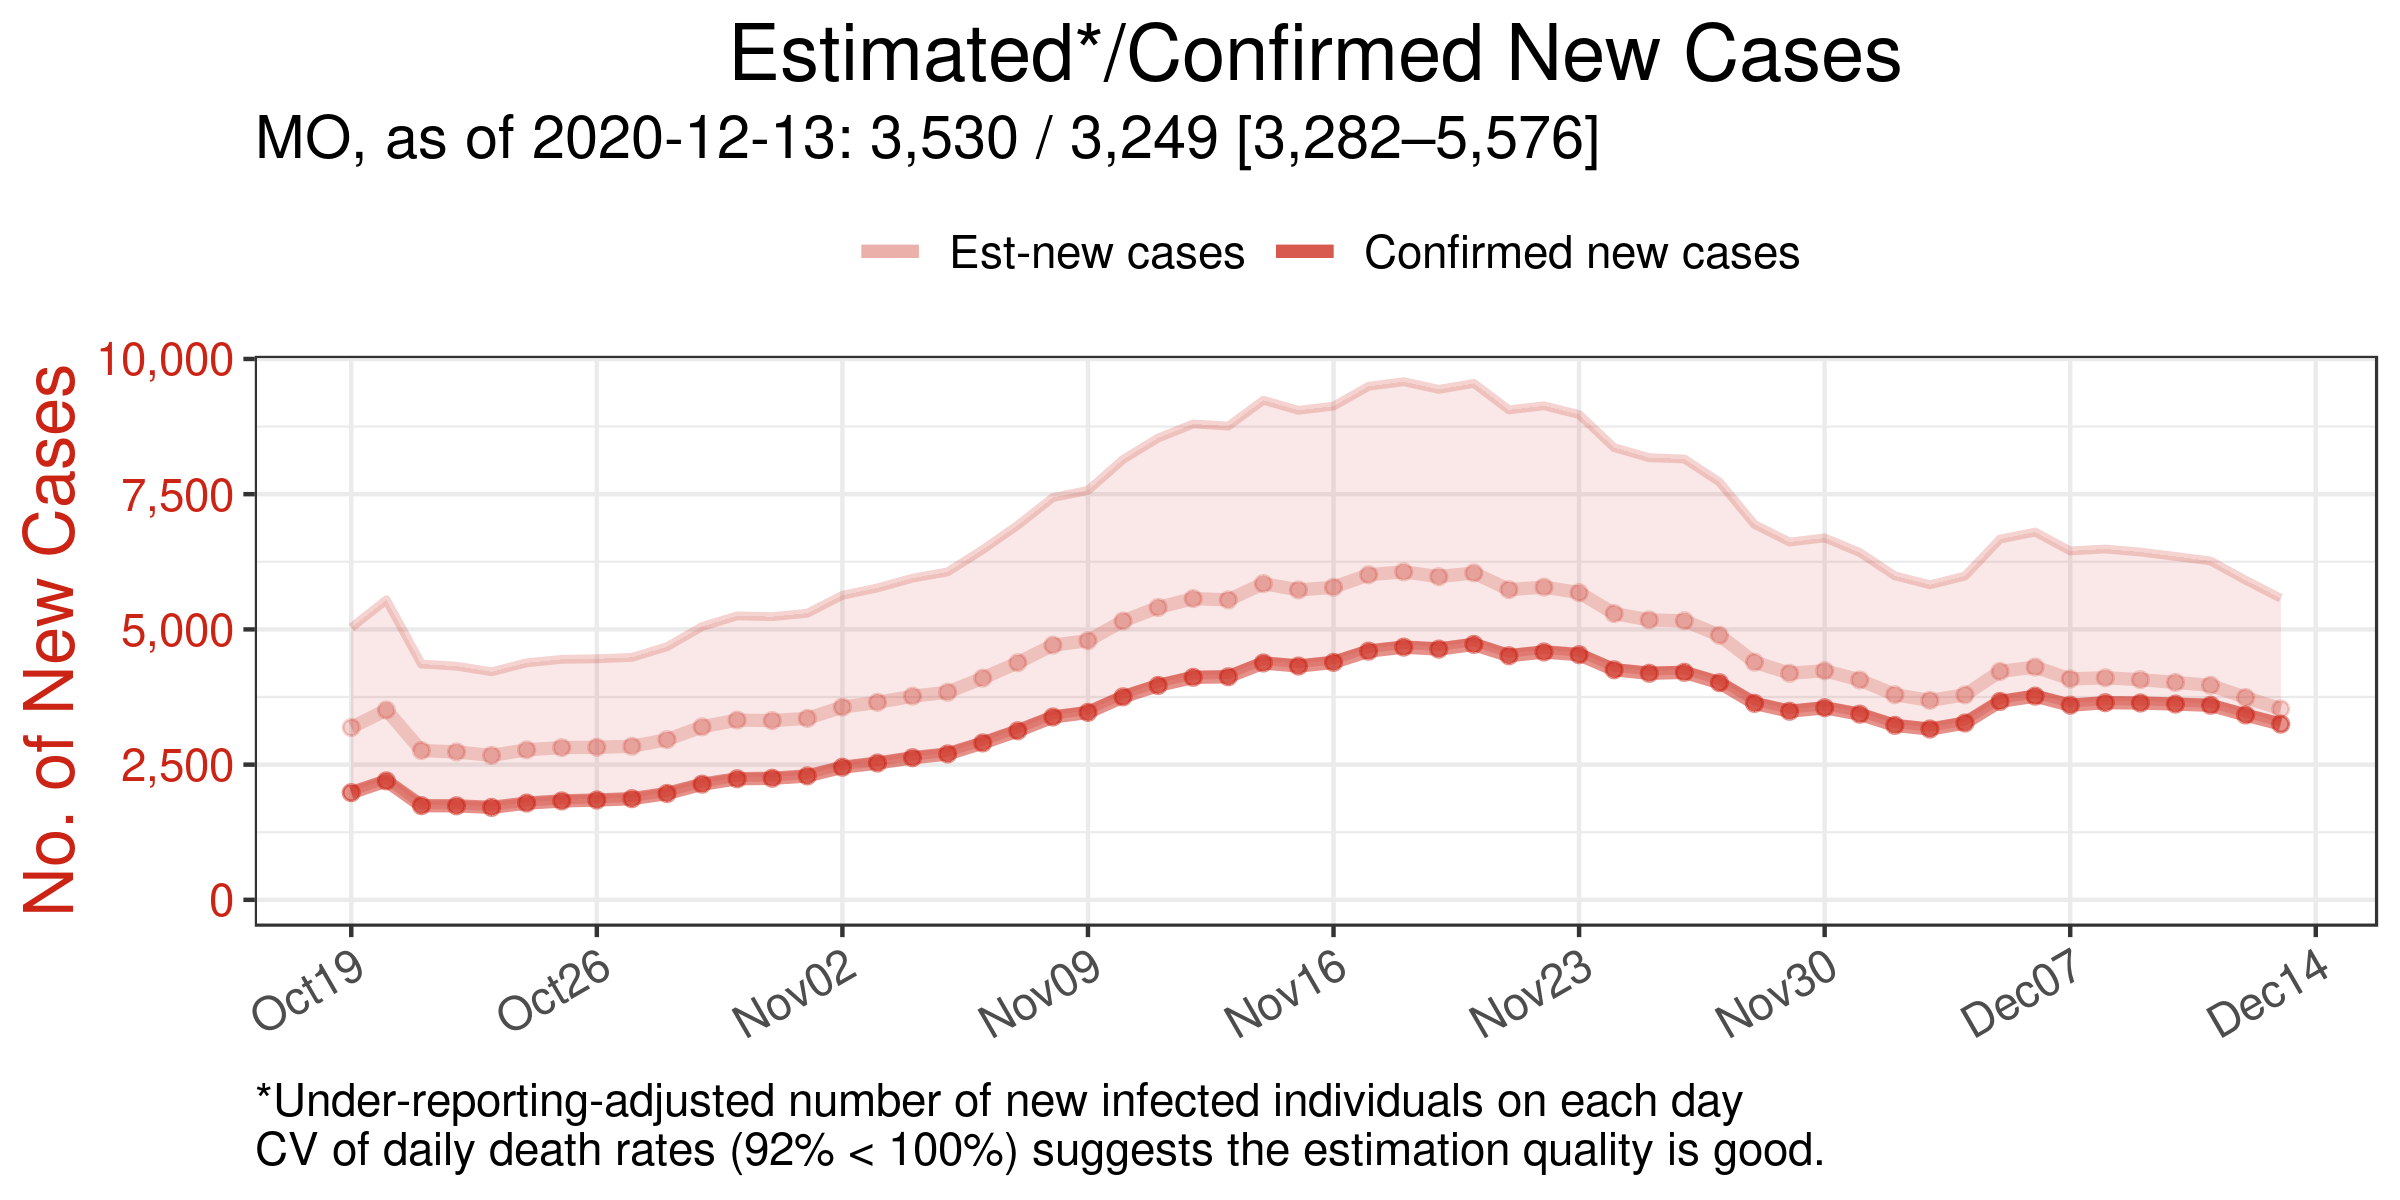 Estimated*/Confirmed New Cases
MO, as of 2020-12-13: 3,530 / 3,249 [3,282–5,576]
Est-new cases
Confirmed new cases
No. of New Cases
10,000
7,500
5,000
2,500
0
Oct19
Oct26
Nov02
Nov09
Nov16
Nov23
Nov30
Dec07
Dec14
*Under-reporting-adjusted number of new infected individuals on each day
CV of daily death rates (92% < 100%) suggests the estimation quality is good.